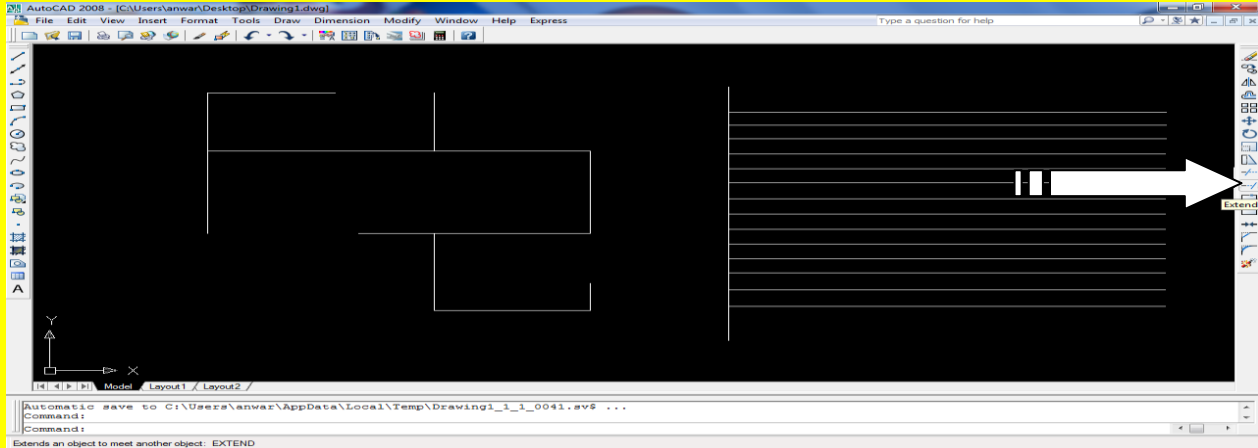 AutoCAD 2008 - [C:\Users\anwar\Desktop\Drawing1.dwg]
File Edit View Insert Format Tools Draw Dimension Modify Window Help Express
Type a question for help
A
Extend
Y
X
Model Layout1 Layout2
Automatic save to C:\Users\anwar\AppData\Local\Temp\Drawing1_1_1_0041.sv$ ...
Command:
Command:
Extends an object to meet another object: EXTEND